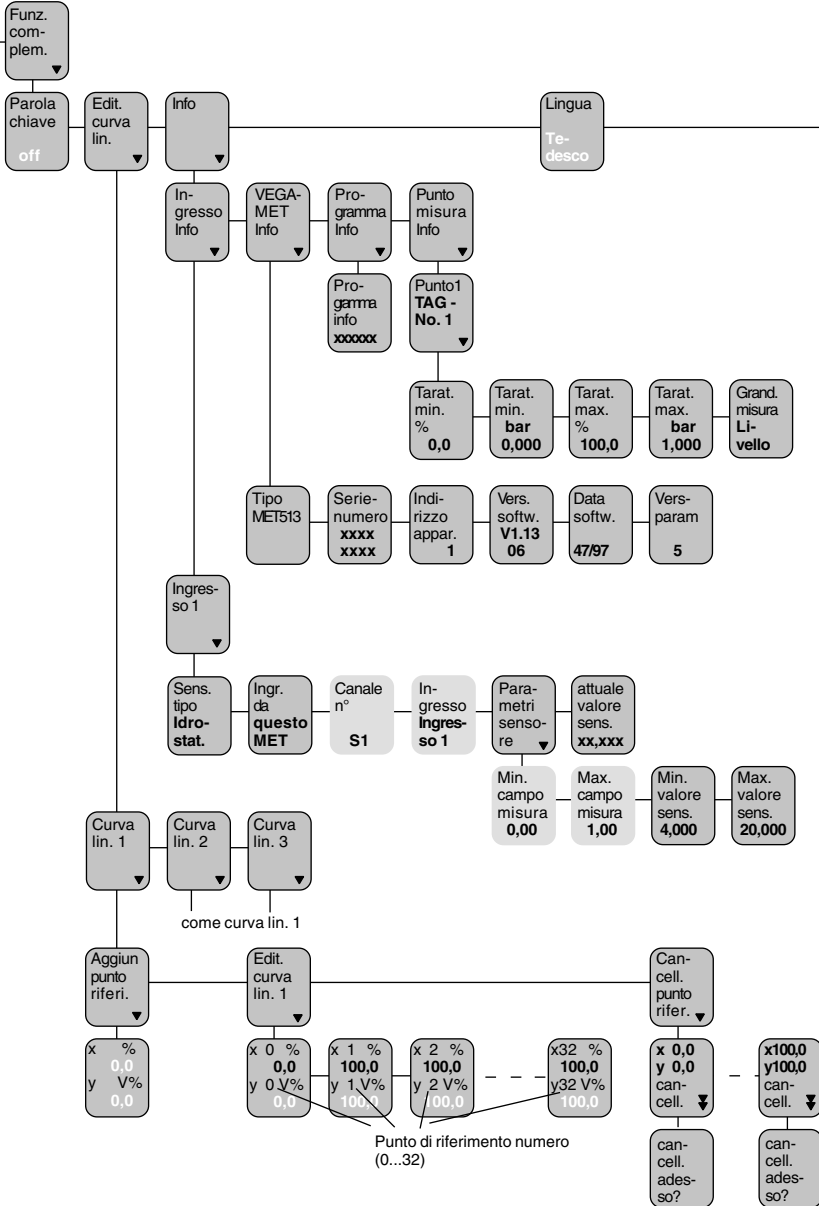 Funz.
com-
plem.
Parola
chiave
off
Edit.
curva
lin.
Info
Lingua
Te-
desco
In-
gresso
Info
VEGA-
MET
Info
Pro-
gramma
Info
Punto
misura
Info
Pro-
gramma
info
xxxxxx
Punto1
TAG -
No. 1
Tarat.
min.
%
0,0
Tarat.
min.
bar
0,000
Tarat.
max.
%
100,0
Tarat.
max.
bar
1,000
Grand.
misura
Li-
vello
Tipo
MET513
Serie-
numero
xxxx
xxxx
Indi-
rizzo
appar.
1
Vers.
softw.
V1.13
06
Data
softw.
47/97
Vers-
param
5
Ingres-
so 1
Sens.
tipo
Idro-
stat.
Ingr.
da
questo
MET
Canale
n°
S1
In-
gresso
Ingres-
so 1
Para-
metri
senso-
re
attuale
valore
sens.
xx,xxx
Min.
campo
misura
0,00
Max.
campo
misura
1,00
Min.
valore
sens.
4,000
Max.
valore
sens.
20,000
Curva
lin. 1
Curva
lin. 2
Curva
lin. 3
come curva lin. 1
Aggiun
punto
riferi.
Edit.
curva
lin. 1
Can-
cell.
punto
rifer.
x %
0,0
y V%
0,0
x 0 %
0,0
y 0 V%
0,0
x 1 %
100,0
y 1 V%
100,0
x 2 %
100,0
y 2 V%
100,0
x32 %
100,0
y32 V%
100,0
x 0,0
y 0,0
can-
cell.
x100,0
y100,0
can-
cell.
Punto di riferimento numero
(0...32)
can-
cell.
ades-
so?
can-
cell.
ades-
so?